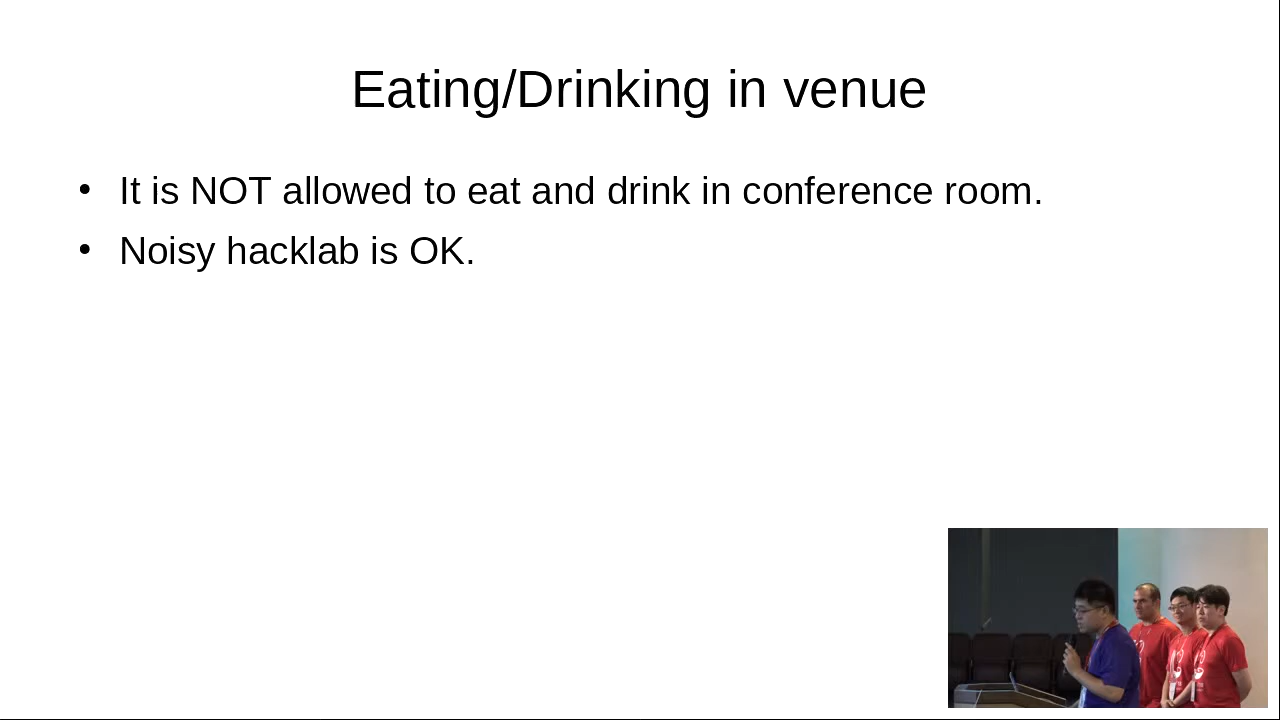 Eating/Drinking in venue
• It is NOT allowed to eat and drink in conference room.
• Noisy hacklab is OK.